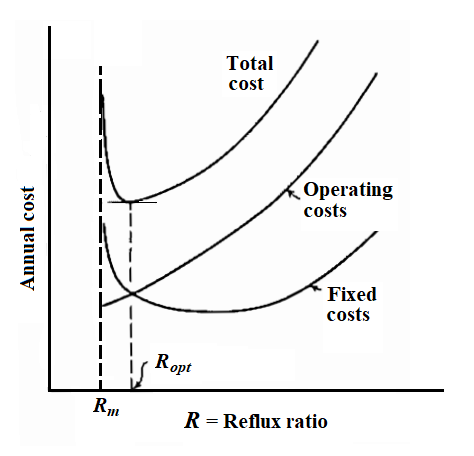 Total
cost
Operating
costs
Annual cost
Fixed
costs
R_opt
R_m
R = Reflux ratio